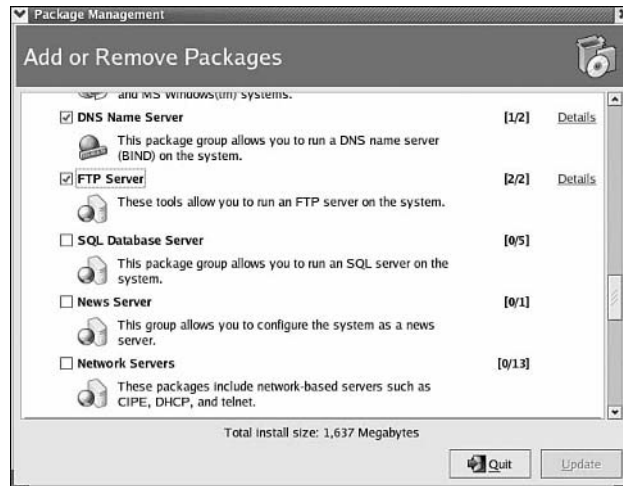 Package Management
Add or Remove Packages
and MS Windows(tm) systems.
DNS Name Server [1/2] Details
This package group allows you to run a DNS name server
(BIND) on the system.
FTP Server [2/2] Details
These tools allow you to run an FTP server on the system.
SQL Database Server [0/5]
This package group allows you to run an SQL server on the
system.
News Server [0/1]
This group allows you to configure the system as a news
server.
Network Servers [0/13]
These packages include network-based servers such as
CIPE, DHCP, and telnet.
Total install size: 1,637 Megabytes
Quit Update